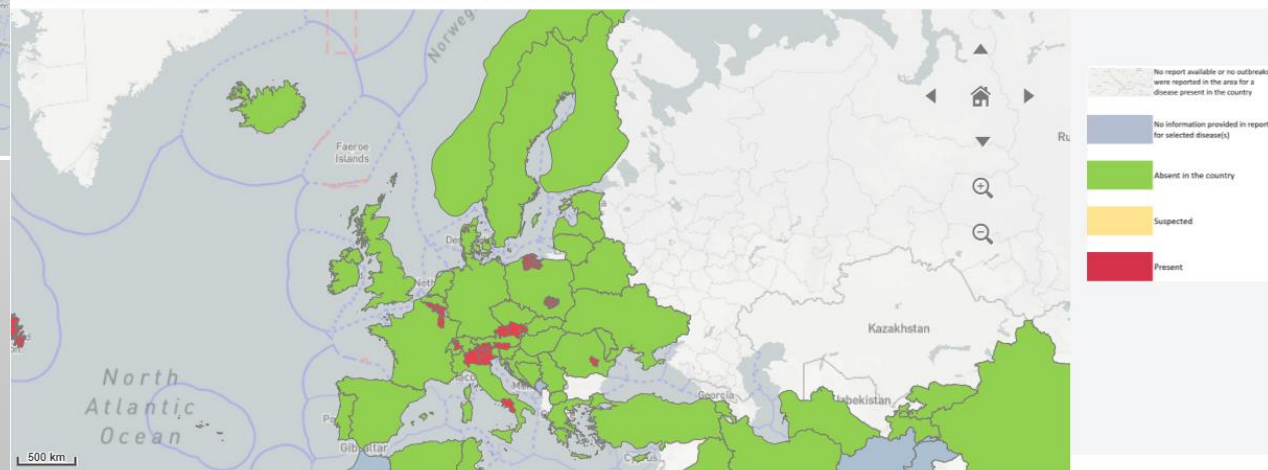 Norweg
No report available or no outbreaks
were reported in the area for a
disease present in the country
Ru
No information provided in report
for selected disease(s)
Faeroe
Islands
Absent in the country
Suspected
Present
Kazakhstan
North
Atlantic
Ocean
Georgia
Uzbekistan
Gibraltar
Cyprus
500 km